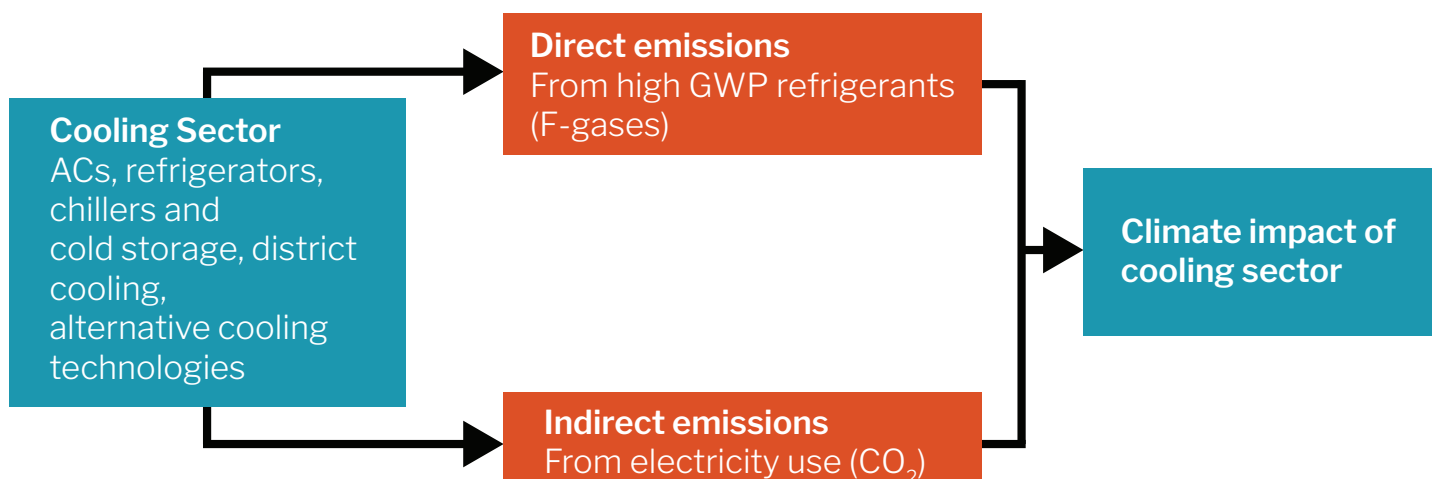 Cooling Sector
ACs, refrigerators,
chillers and
cold storage, district
cooling,
alternative cooling
technologies
Direct emissions
From high GWP refrigerants
(F-gases)
Indirect emissions
From electricity use (CO₂)
Climate impact of
cooling sector